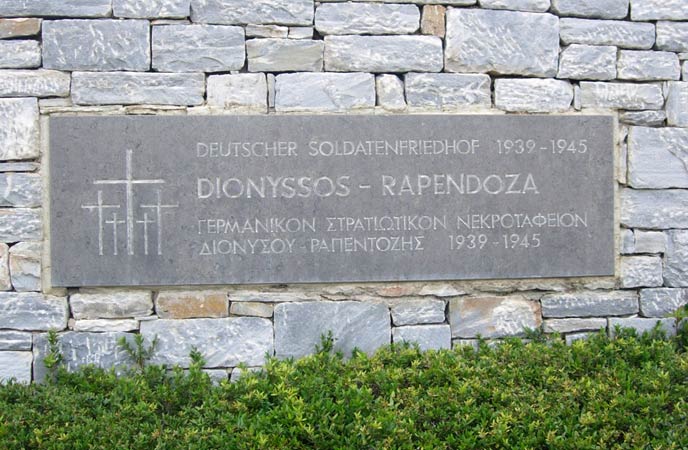 DEUTSCHER SOLDATENFRIEDHOF 1939-1945
DIONYSSOS - RAPENDOZA
ΓΕΡΜΑΝΙΚΟΝ ΣΤΡΑΤΙΩΤΙΚΟΝ ΝΕΚΡΟΤΑΦΕΙΟΝ
ΔΙΟΝΥΣΟΥ-ΡΑΠΕΝΤΟΖΗΣ 1939-1945